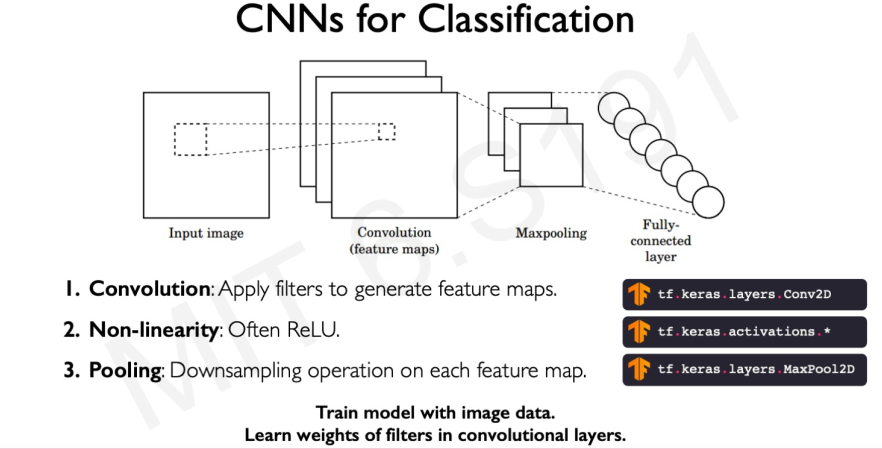 CNNs for Classification
Input image
Convolution
(feature maps)
Maxpooling
Fully-
connected
layer
1. Convolution: Apply filters to generate feature maps.
tf.keras.layers.Conv2D
2. Non-linearity: Often ReLU.
tf.keras.activations.*
3. Pooling: Downsampling operation on each feature map.
tf.keras.layers.MaxPool2D
Train model with image data.
Learn weights of filters in convolutional layers.
MIT 6.S191